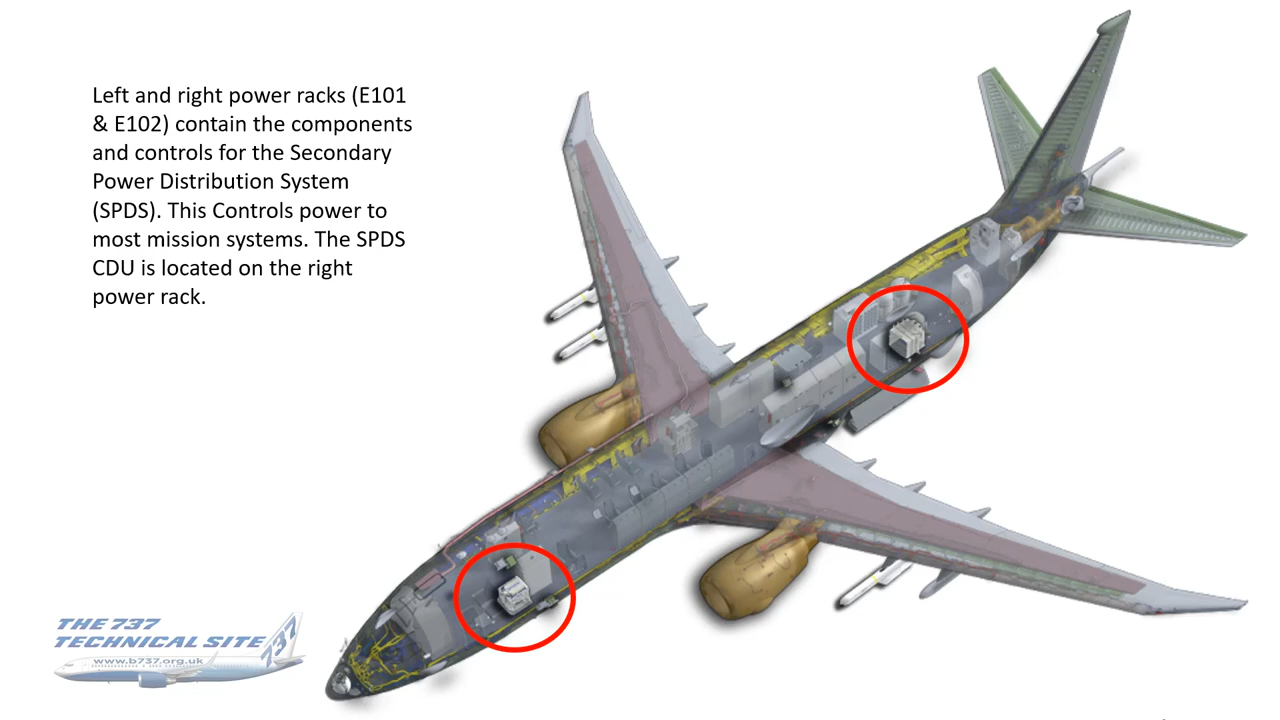 Left and right power racks (E101
& E102) contain the components
and controls for the Secondary
Power Distribution System
(SPDS). This Controls power to
most mission systems. The SPDS
CDU is located on the right
power rack.
THE 737
TECHNICAL SITE
737
www.b737.org.uk